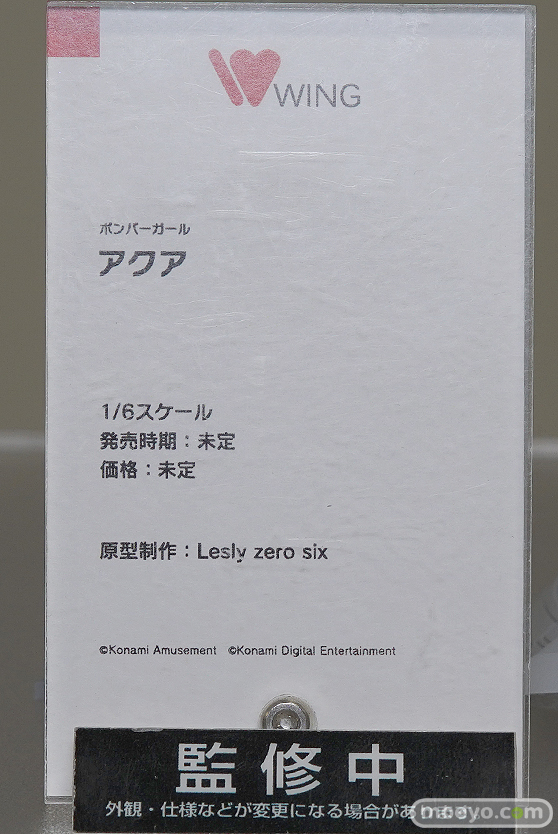 WING
ボンバーガール
アクア
1/6スケール
発売時期：未定
価格：未定
原型制作：Lesly zero six
©Konami Amusement ©Konami Digital Entertainment
監修中
外観・仕様などが変更になる場合があります。
maboyo.com